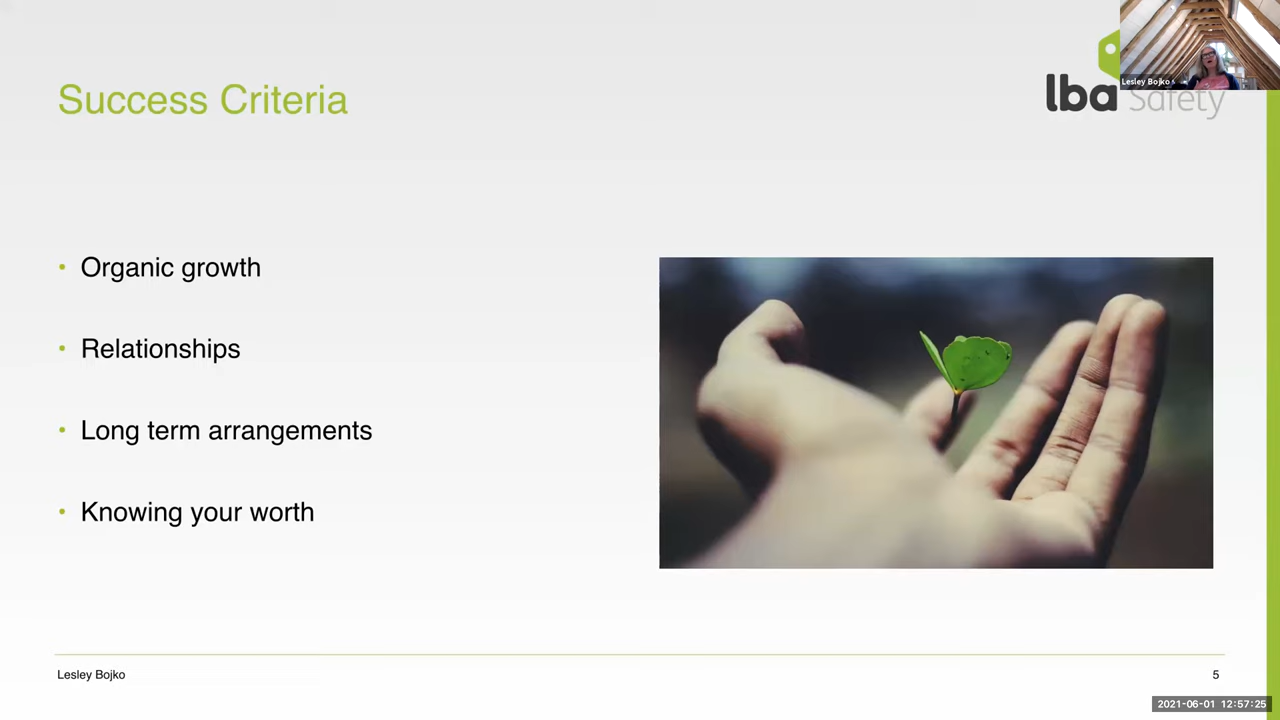 Lesley Bojko
Success Criteria
lba Safety
• Organic growth
• Relationships
• Long term arrangements
• Knowing your worth
Lesley Bojko
5
2021-06-01 12:57:25